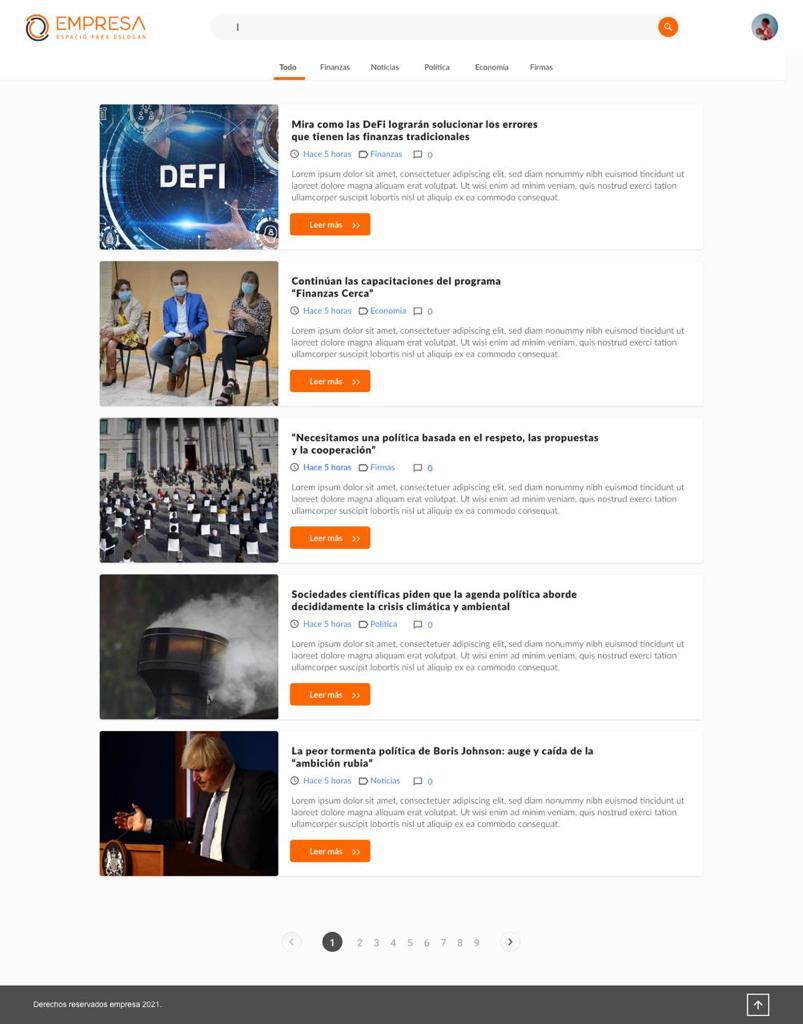 EMPRESA
ESPACIO PARA ESLOGAN
Todo Finanzas Noticias Política Economía Firmas
DEFI
Mira como las DeFi lograrán solucionar los errores
que tienen las finanzas tradicionales
Hace 5 horas Finanzas 0
Lorem ipsum dolor sit amet, consectetuer adipiscing elit, sed diam nonummy nibh euismod tincidunt ut
laoreet dolore magna aliquam erat volutpat. Ut wisi enim ad minim veniam, quis nostrud exerci tation
ullamcorper suscipit lobortis nisl ut aliquip ex ea commodo consequat.
Leer más >>
Continúan las capacitaciones del programa
“Finanzas Cerca”
Hace 5 horas Economía 0
Lorem ipsum dolor sit amet, consectetuer adipiscing elit, sed diam nonummy nibh euismod tincidunt ut
laoreet dolore magna aliquam erat volutpat. Ut wisi enim ad minim veniam, quis nostrud exerci tation
ullamcorper suscipit lobortis nisl ut aliquip ex ea commodo consequat.
Leer más >>
“Necesitamos una política basada en el respeto, las propuestas
y la cooperación”
Hace 5 horas Firmas 0
Lorem ipsum dolor sit amet, consectetuer adipiscing elit, sed diam nonummy nibh euismod tincidunt ut
laoreet dolore magna aliquam erat volutpat. Ut wisi enim ad minim veniam, quis nostrud exerci tation
ullamcorper suscipit lobortis nisl ut aliquip ex ea commodo consequat.
Leer más >>
Sociedades científicas piden que la agenda política aborde
decididamente la crisis climática y ambiental
Hace 5 horas Política 0
Lorem ipsum dolor sit amet, consectetuer adipiscing elit, sed diam nonummy nibh euismod tincidunt ut
laoreet dolore magna aliquam erat volutpat. Ut wisi enim ad minim veniam, quis nostrud exerci tation
ullamcorper suscipit lobortis nisl ut aliquip ex ea commodo consequat.
Leer más >>
La peor tormenta política de Boris Johnson: auge y caída de la
“ambición rubia”
Hace 5 horas Noticias 0
Lorem ipsum dolor sit amet, consectetuer adipiscing elit, sed diam nonummy nibh euismod tincidunt ut
laoreet dolore magna aliquam erat volutpat. Ut wisi enim ad minim veniam, quis nostrud exerci tation
ullamcorper suscipit lobortis nisl ut aliquip ex ea commodo consequat.
Leer más >>
1 2 3 4 5 6 7 8 9
Derechos reservados empresa 2021.